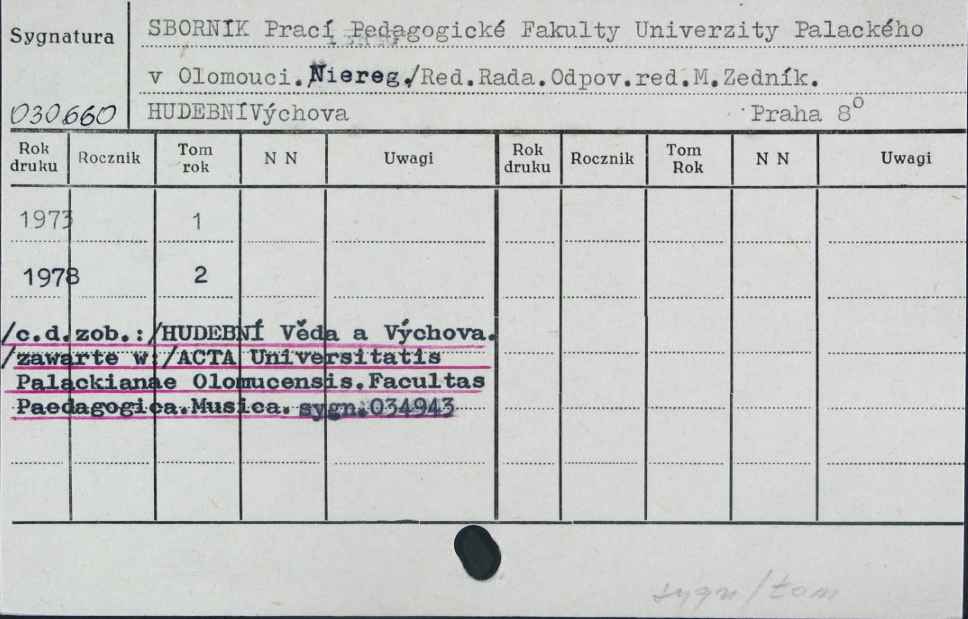 Sygnatura
SBORNÍK Prací Pedagogické Fakulty Univerzity Palackého
v Olomouci./Niereg./Red.Rada.Odpov.red.M.Zedník.
030660
HUDEBNÍVýchova Praha 8°
Rok druku Rocznik Tom rok N N Uwagi Rok druku Rocznik Tom Rok N N Uwagi
1973 1
1978 2
/c.d.zob.:/HUDEBNÍ Věda a Výchova.
/zawarte w:/ACTA Universitatis
Palackianae Olomucensis.Facultas
Paedagogica.Musica. sygn.034943
sygn/tom